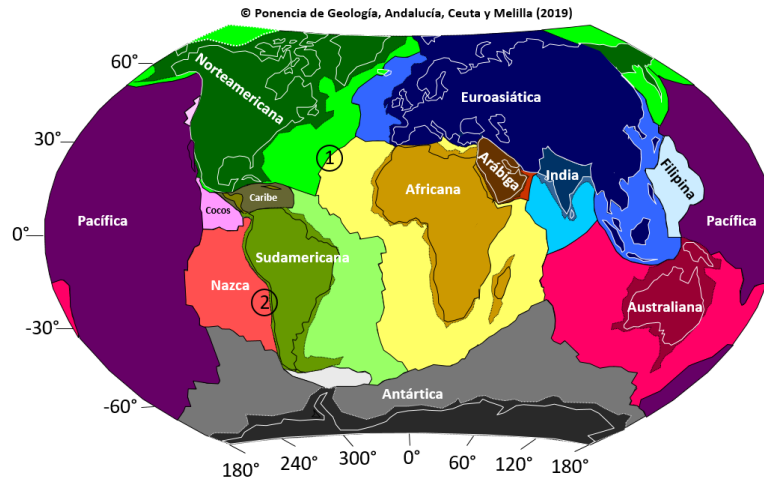 © Ponencia de Geología, Andalucía, Ceuta y Melilla (2019)
60°
Norteamericana
Euroasiática
30°
1
Arábiga
India
Filipina
Africana
Caribe
Cocos
Pacífica
Pacífica
0°
Sudamericana
Nazca
2
Australiana
-30°
Antártica
-60°
180°
240°
300°
0°
60°
120°
180°